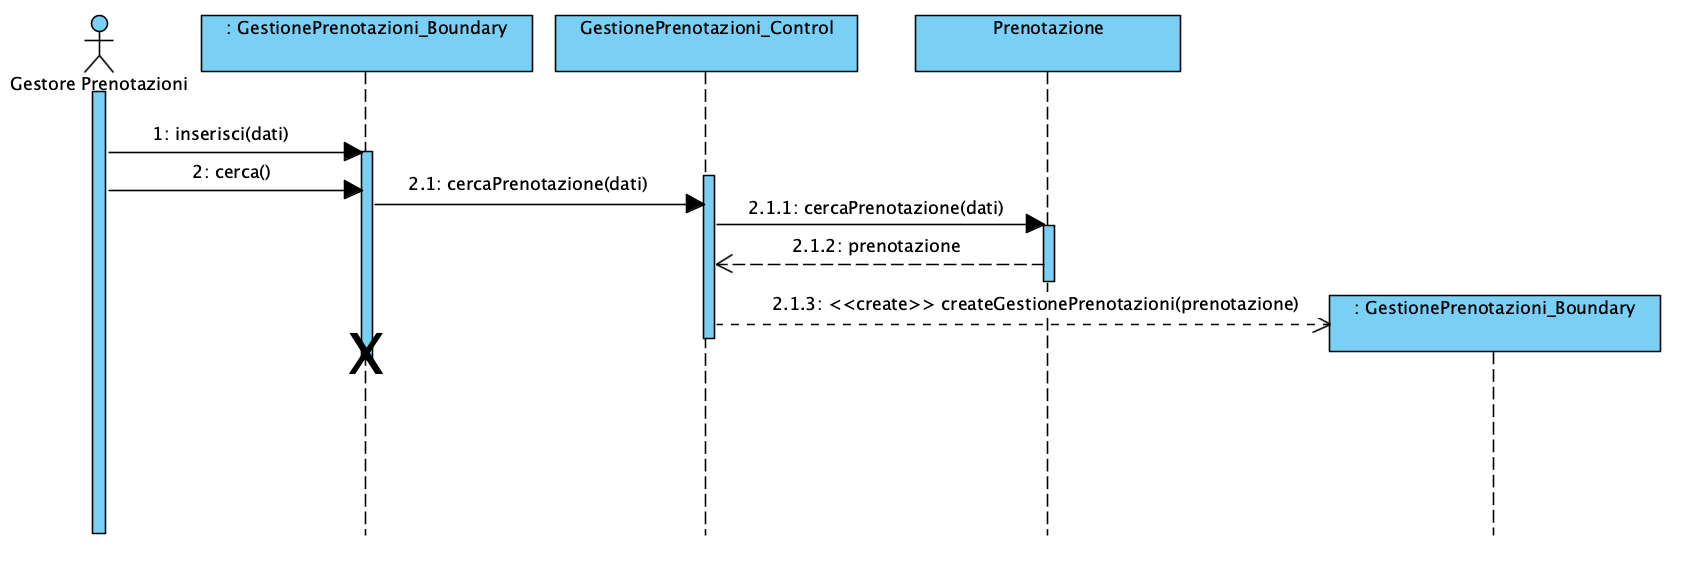 Gestore Prenotazioni
: GestionePrenotazioni_Boundary
GestionePrenotazioni_Control
Prenotazione
1: inserisci(dati)
2: cerca()
2.1: cercaPrenotazione(dati)
2.1.1: cercaPrenotazione(dati)
2.1.2: prenotazione
2.1.3: <<create>> createGestionePrenotazioni(prenotazione)
: GestionePrenotazioni_Boundary